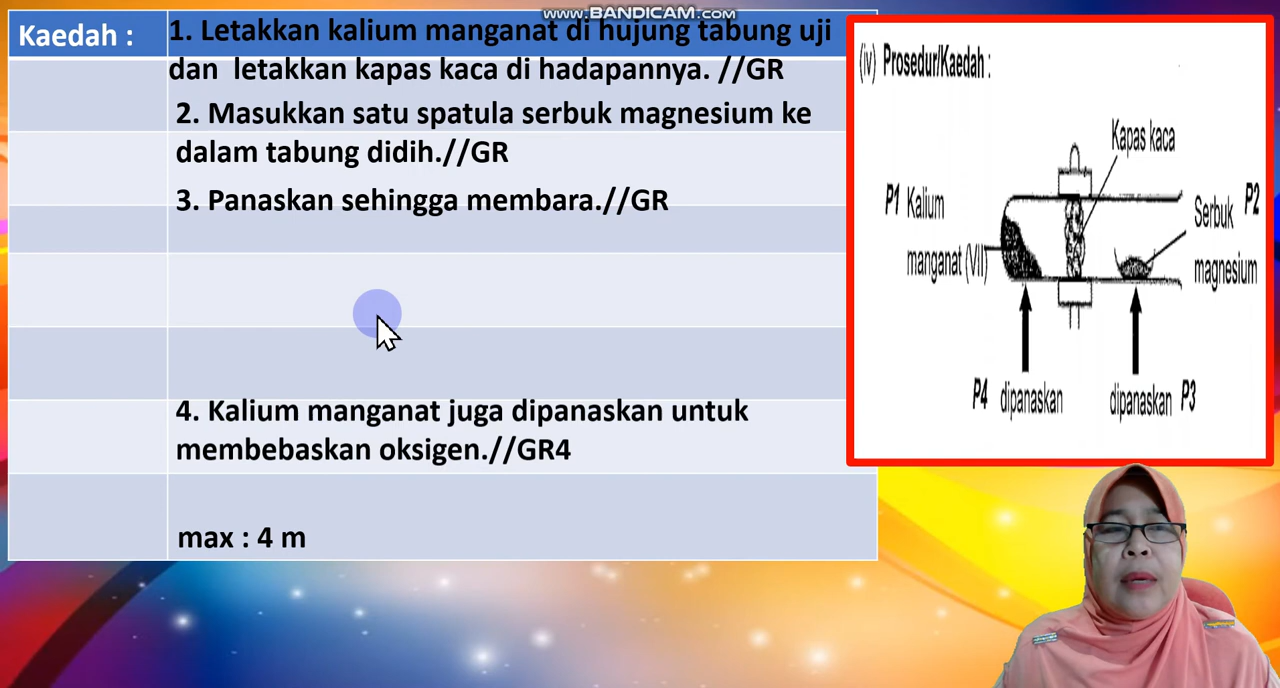 www.BANDICAM.com
Kaedah :
1. Letakkan kalium manganat di hujung tabung uji
dan letakkan kapas kaca di hadapannya. //GR
2. Masukkan satu spatula serbuk magnesium ke
dalam tabung didih.//GR
3. Panaskan sehingga membara.//GR
4. Kalium manganat juga dipanaskan untuk
membebaskan oksigen.//GR4
max : 4 m
(iv) Prosedur/Kaedah :
Kapas kaca
P1 Kalium
manganat (VII)
Serbuk P2
magnesium
P4 dipanaskan
dipanaskan P3